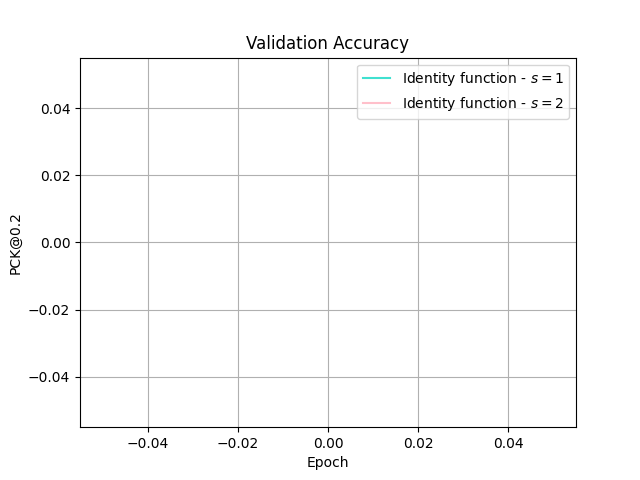 Validation Accuracy
Identity function - s = 1
Identity function - s = 2
0.04
0.02
0.00
−0.02
−0.04
PCK@0.2
−0.04 −0.02 0.00 0.02 0.04
Epoch